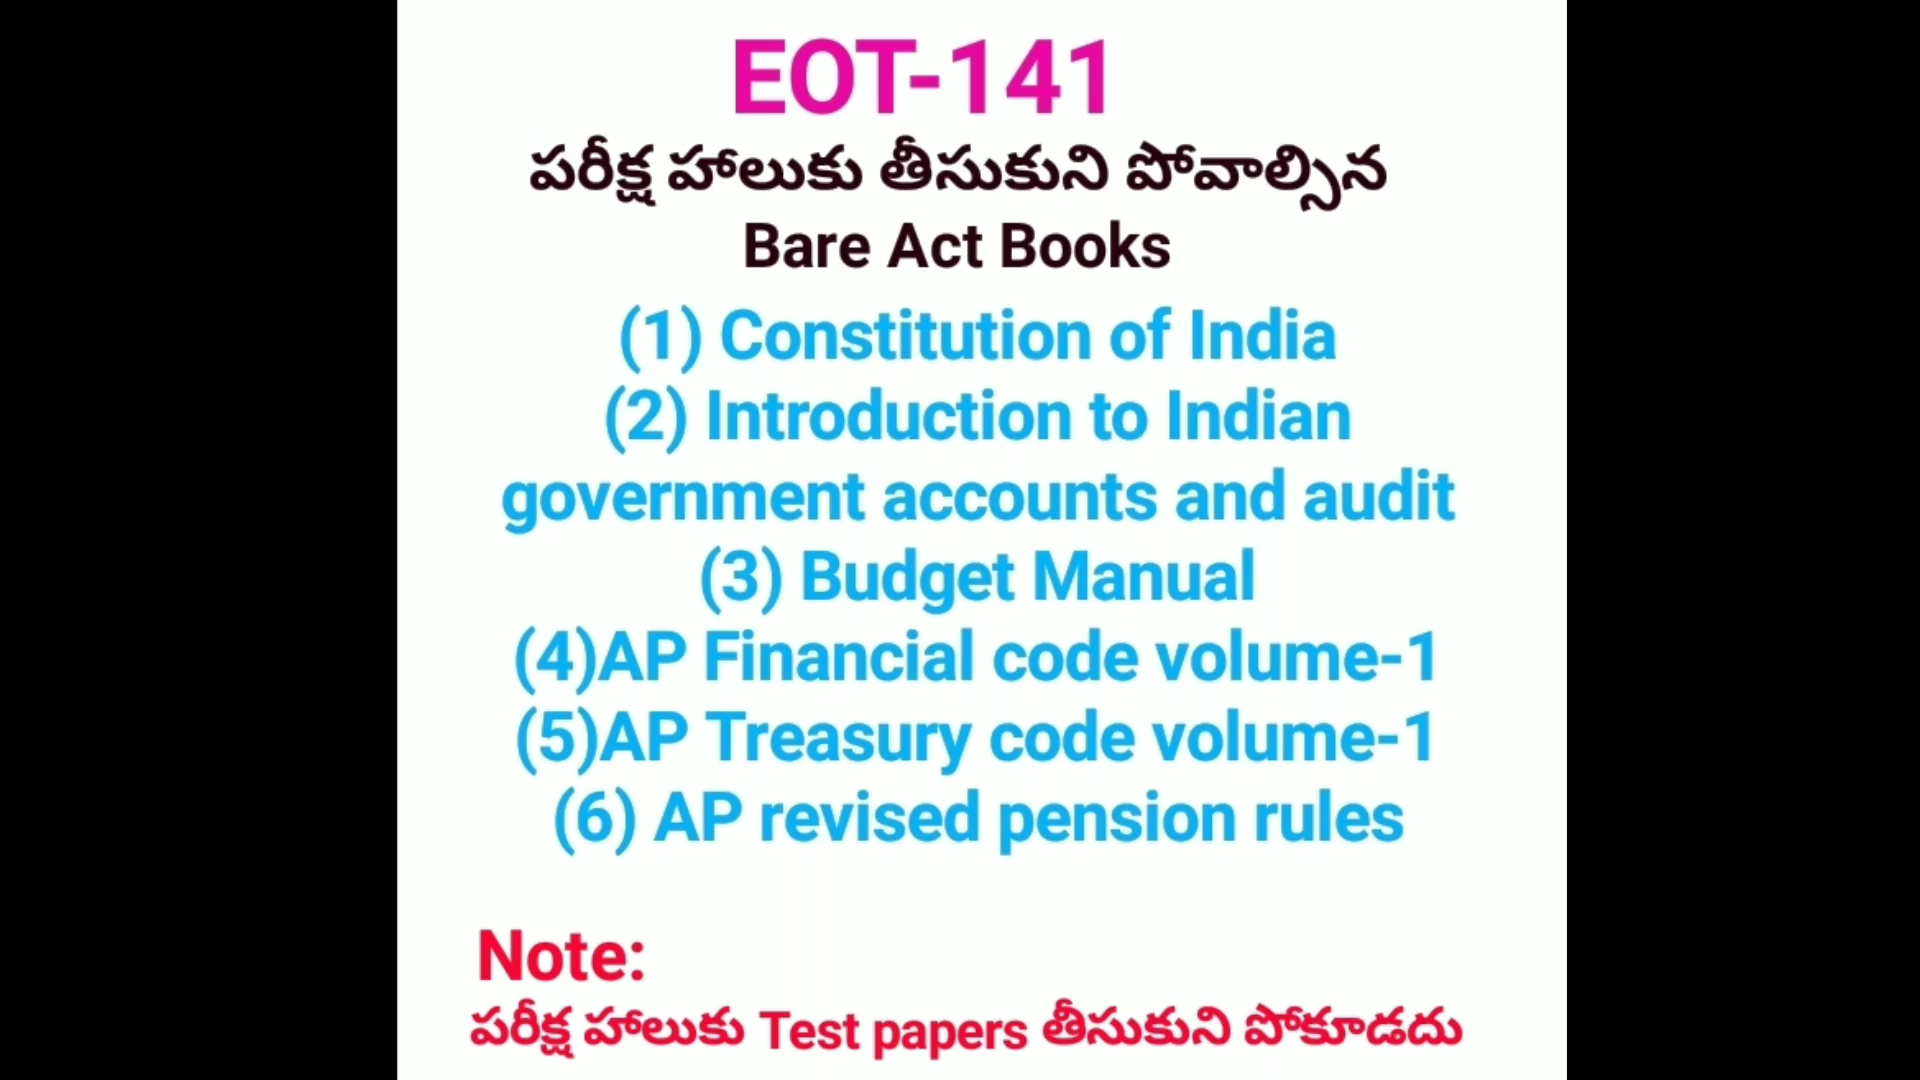 EOT-141
పరీక్ష హాలుకు తీసుకుని పోవాల్సిన
Bare Act Books
(1) Constitution of India
(2) Introduction to Indian
government accounts and audit
(3) Budget Manual
(4)AP Financial code volume-1
(5)AP Treasury code volume-1
(6) AP revised pension rules
Note:
పరీక్ష హాలుకు Test papers తీసుకుని పోకూడదు